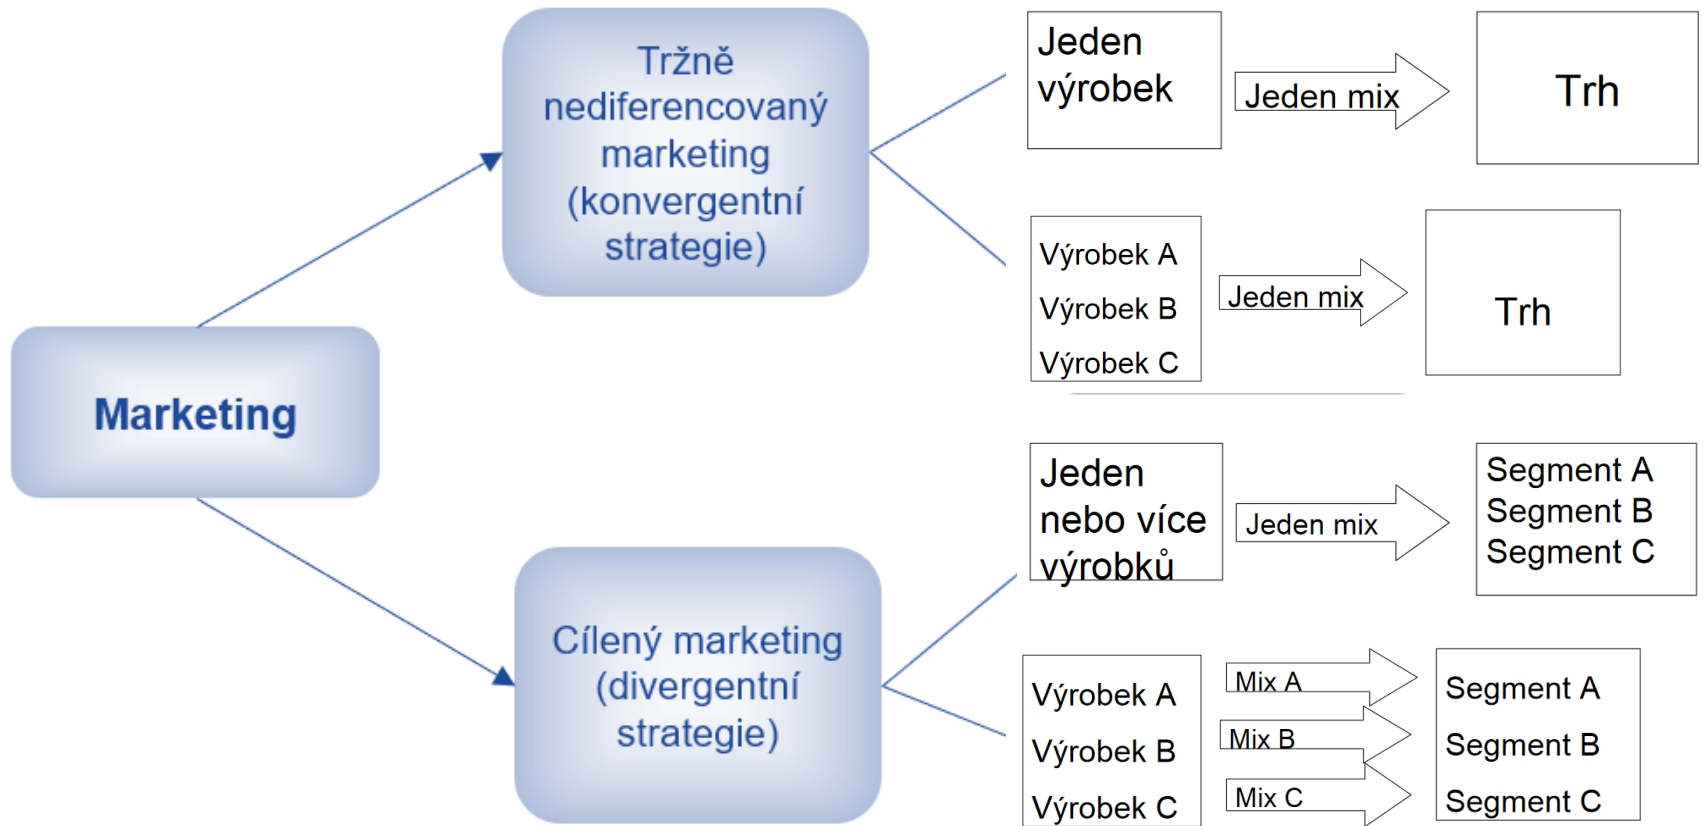 Marketing
Tržně
nediferencovaný
marketing
(konvergentní
strategie)
Jeden
výrobek
Jeden mix
Trh
Výrobek A
Výrobek B
Výrobek C
Jeden mix
Trh
Cílený marketing
(divergentní
strategie)
Jeden
nebo více
výrobků
Jeden mix
Segment A
Segment B
Segment C
Výrobek A
Výrobek B
Výrobek C
Mix A
Mix B
Mix C
Segment A
Segment B
Segment C